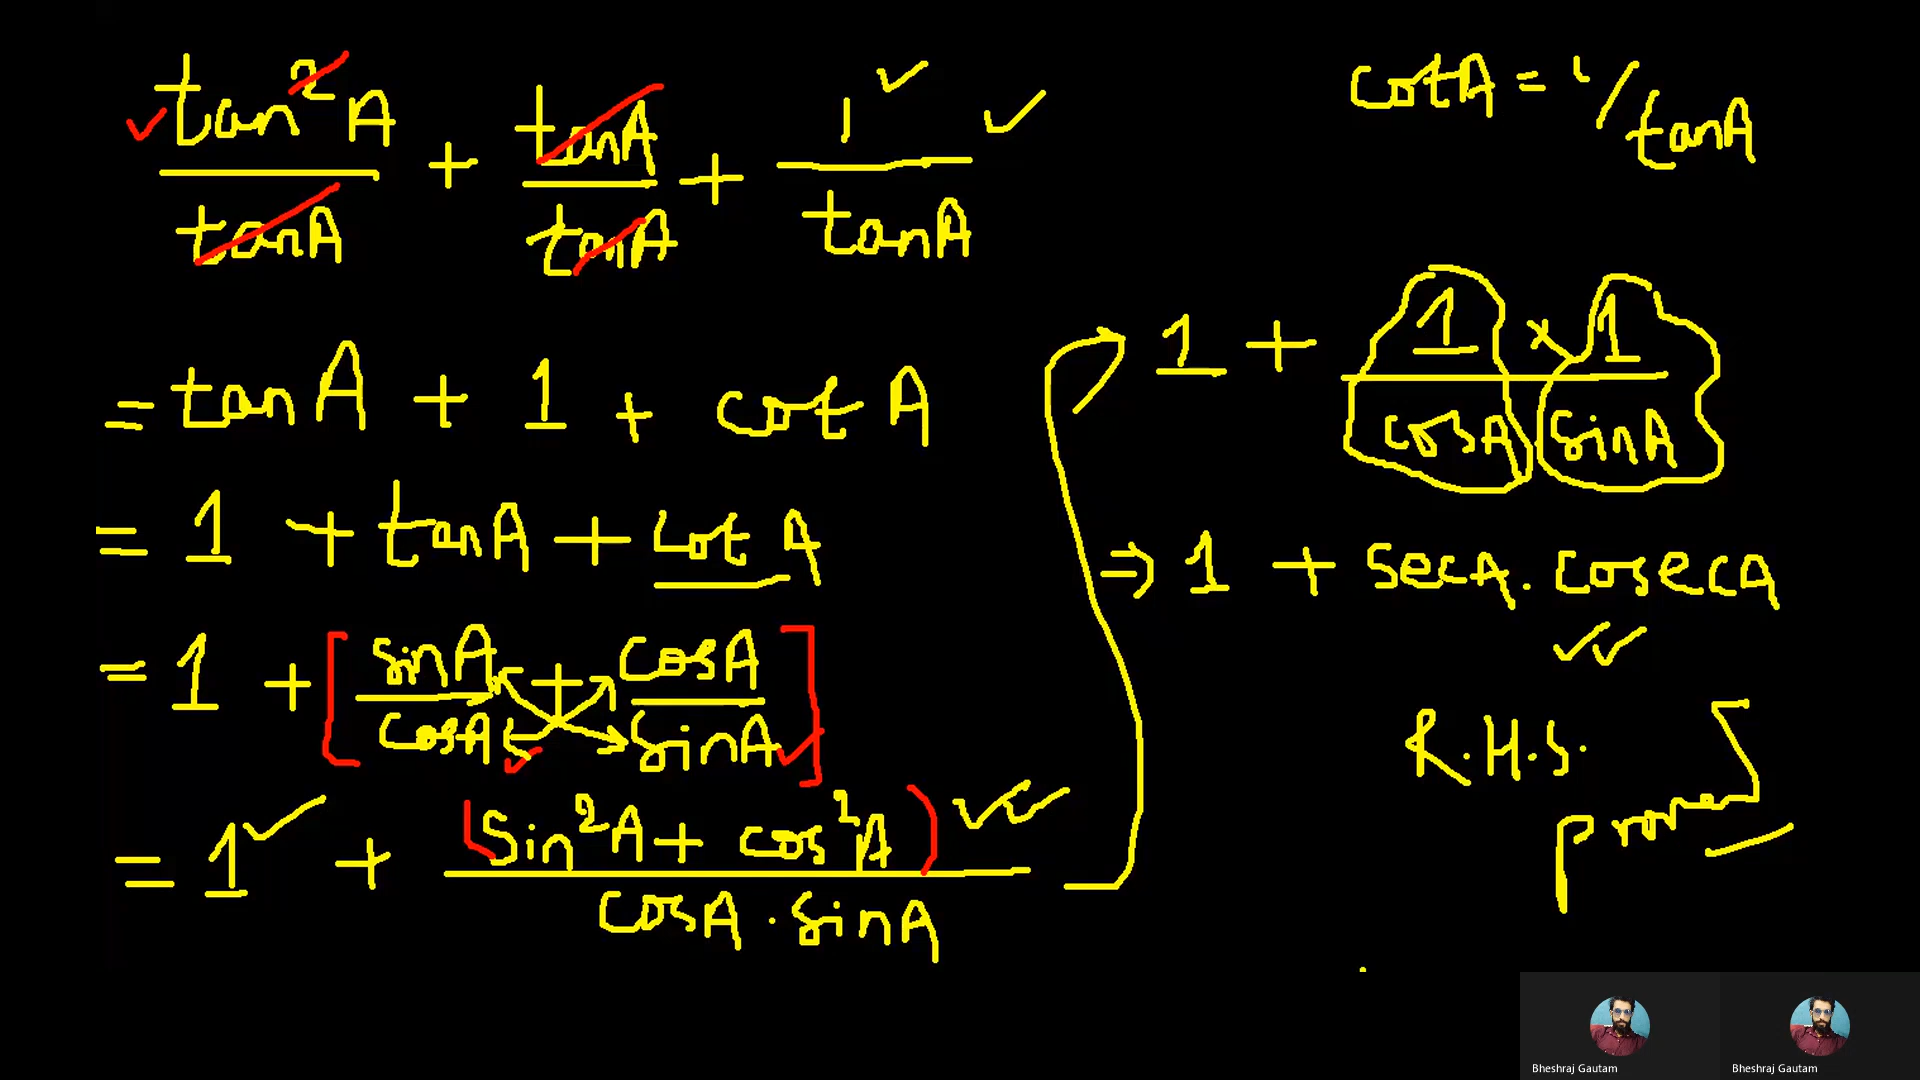 tan²A/tanA + tanA/tanA + 1/tanA
= tanA + 1 + cotA
= 1 + tanA + cotA
= 1 + [sinA/cosA + cosA/sinA]
= 1 + (sin²A + cos²A)/cosA · sinA
cotA = 1/tanA
1 + 1/cosA × 1/sinA
⇒ 1 + secA . cosecA
R.H.S.
proved
Bheshraj Gautam
Bheshraj Gautam